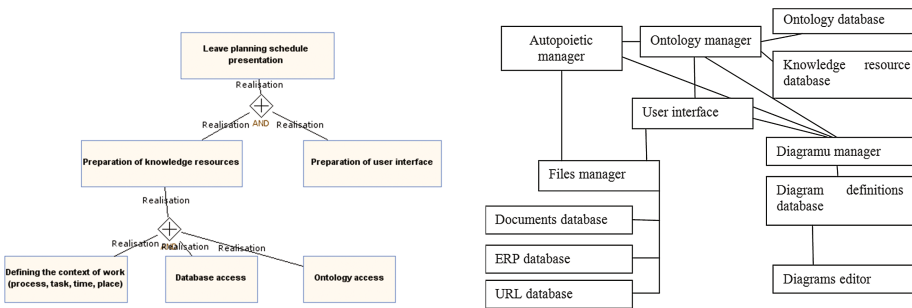 Leave planning schedule
presentation
Realisation
AND
Realisation
Realisation
Preparation of knowledge resources
Preparation of user interface
Realisation
Realisation
AND
Realisation
Realisation
Defining the context of work
(process, task, time, place)
Database access
Ontology access
Autopoietic
manager
Ontology manager
Ontology database
Knowledge resource
database
User interface
Diagramu manager
Files manager
Diagram definitions
database
Documents database
ERP database
URL database
Diagrams editor